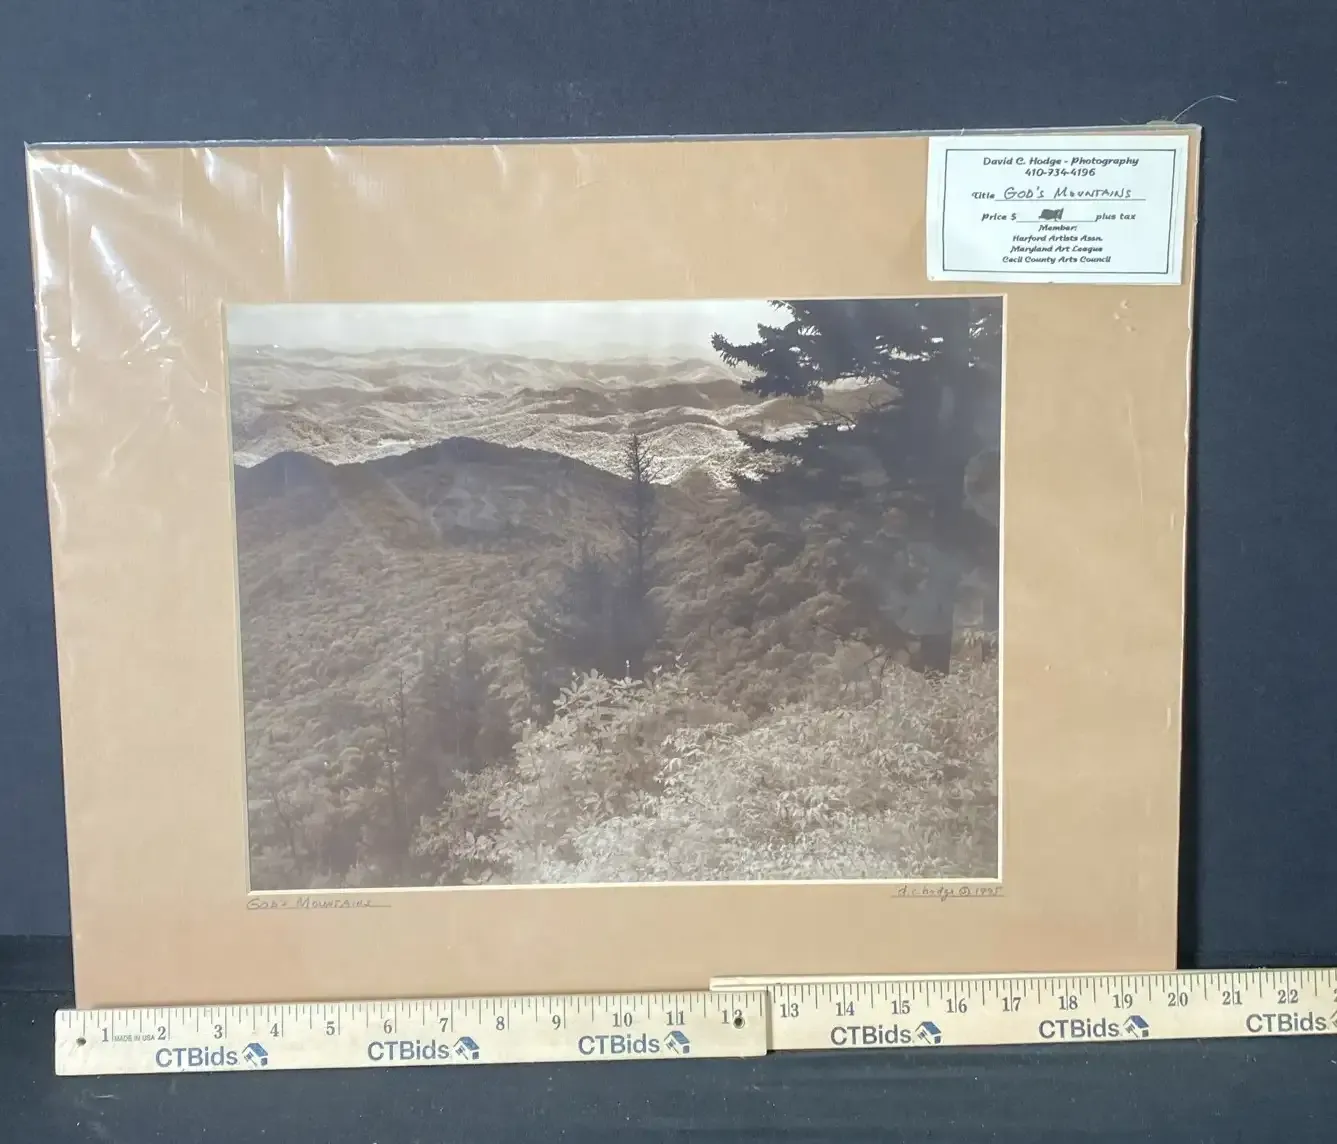 David C. Hodge - Photography
410-734-4196
Title GOD'S MOUNTAINS
Price $ plus tax
Member:
Harford Artists Assn.
Maryland Art League
Cecil County Arts Council
GOD'S MOUNTAINS
d.c. hodge © 1995
1 MADE IN USA 2 3 4 5 6 7 8 9 10 11 12 13 14 15 16 17 18 19 20 21 22
CTBids CTBids CTBids CTBids CTBids CTBids